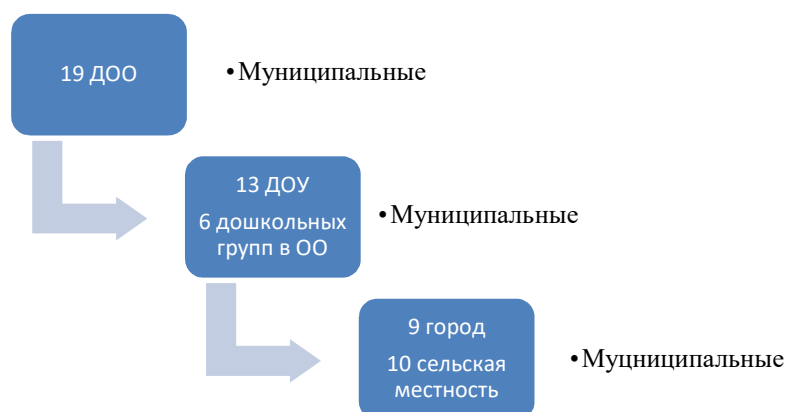 19 ДОО
•Муниципальные
13 ДОУ
6 дошкольных
групп в ОО
•Муниципальные
9 город
10 сельская
местность
•Муцниципальные